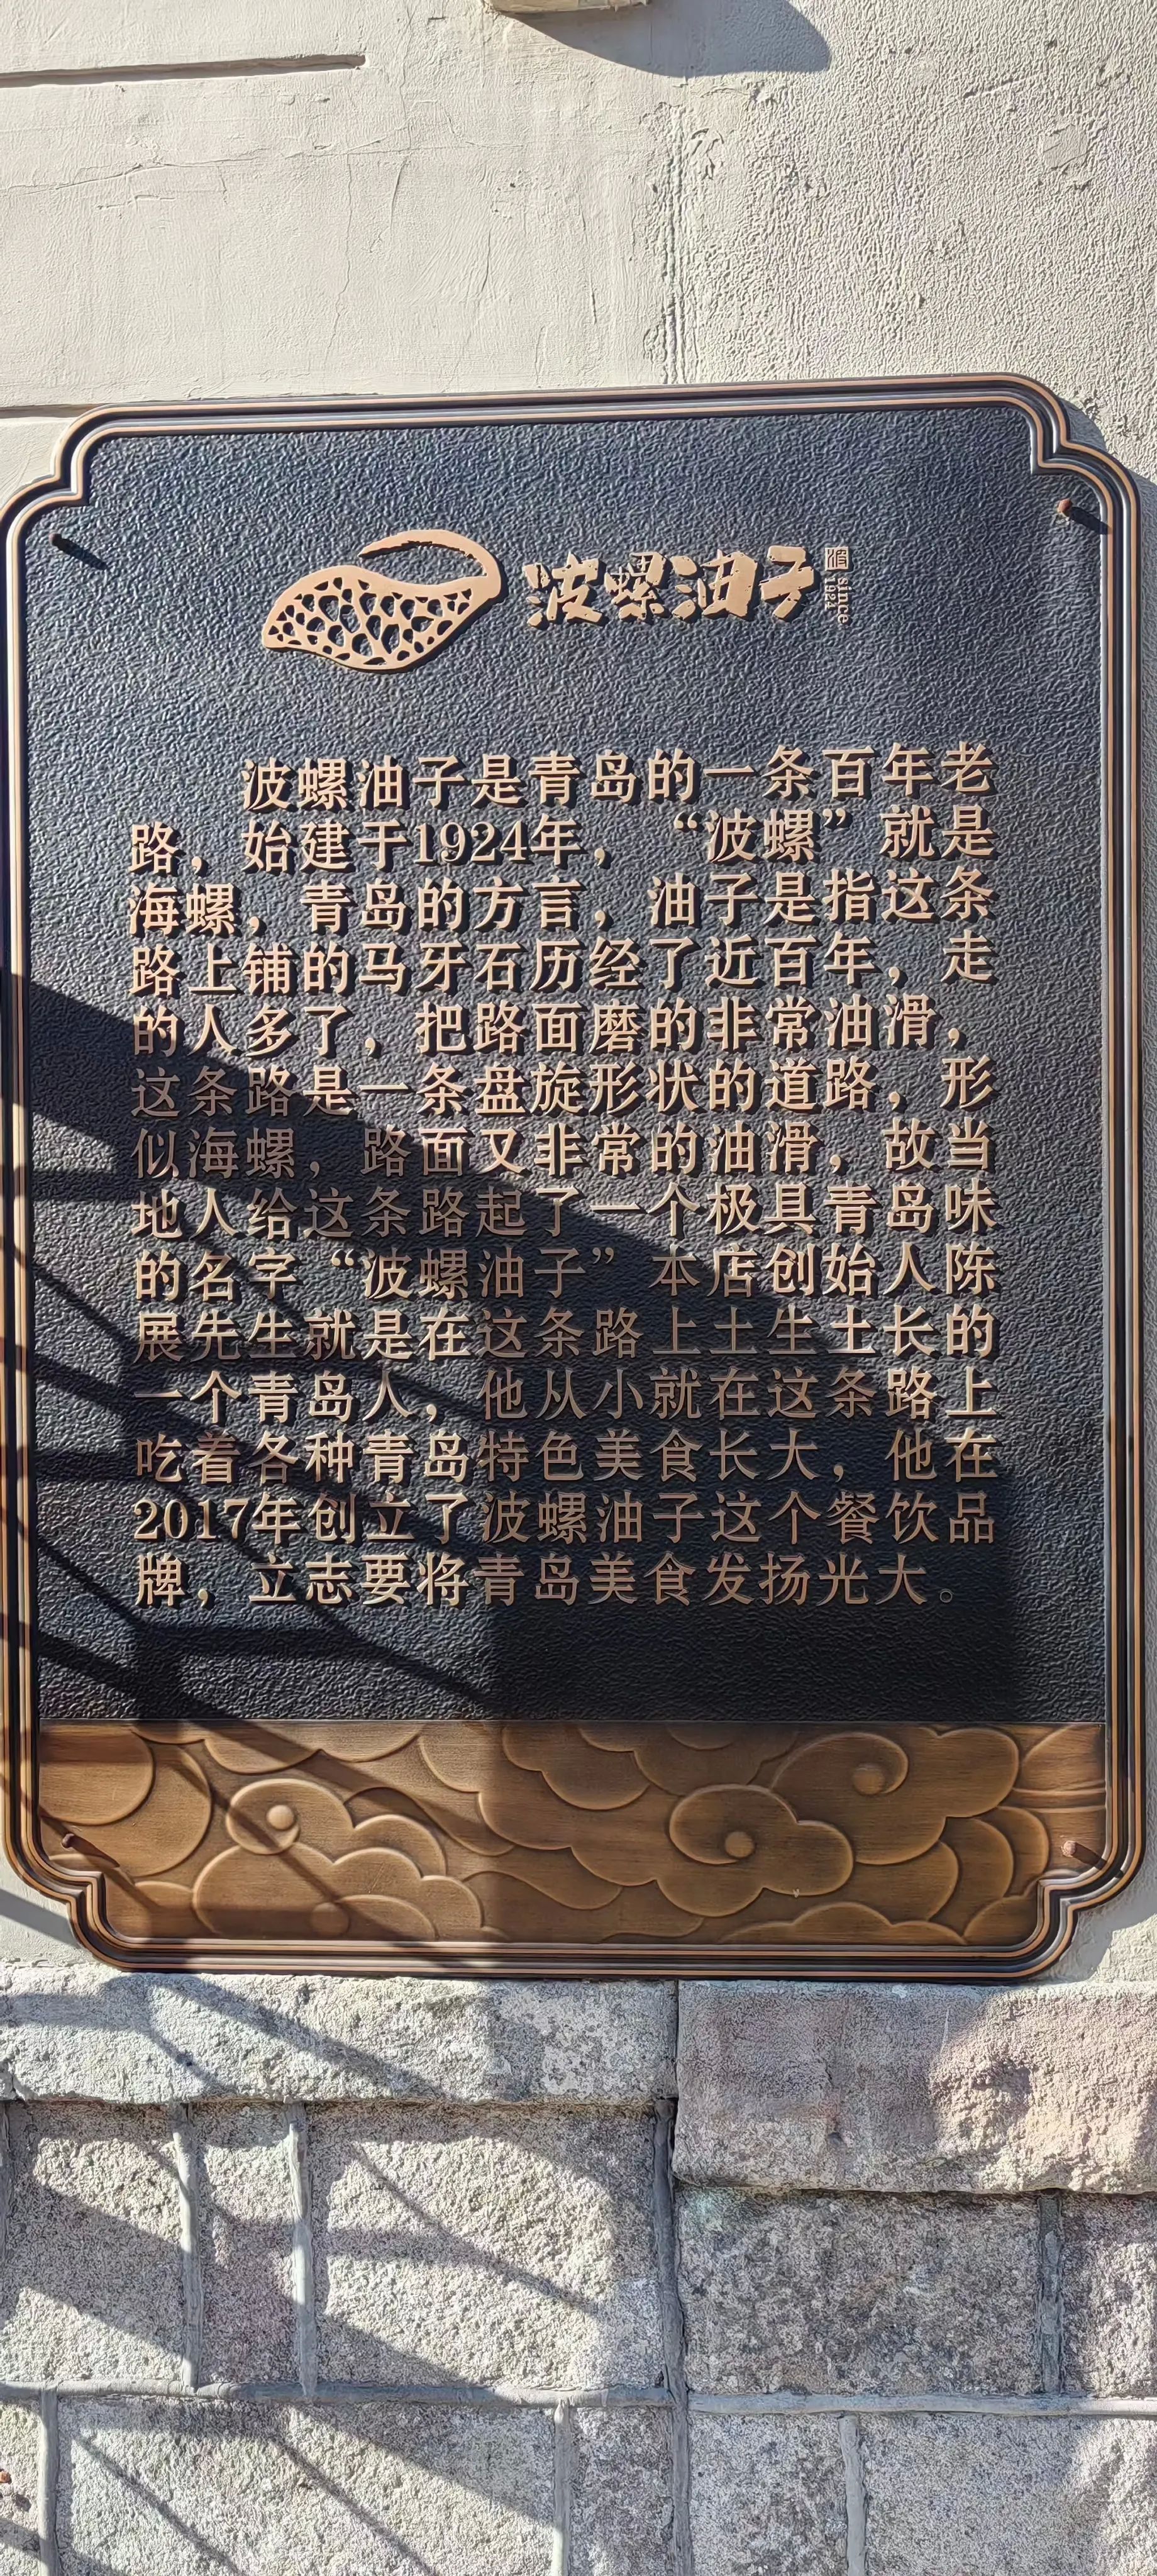 波螺油子
波
since
1924
波螺油子是青岛的一条百年老
路，始建于1924年，“波螺”就是
海螺，青岛的方言，油子是指这条
路上铺的马牙石历经了近百年，走
的人多了，把路面磨的非常油滑，
这条路是一条盘旋形状的道路，形
似海螺，路面又非常的油滑，故当
地人给这条路起了一个极具青岛味
的名字“波螺油子”本店创始人陈
展先生就是在这条路上土生土长的
一个青岛人，他从小就在这条路上
吃着各种青岛特色美食长大，他在
2017年创立了波螺油子这个餐饮品
牌，立志要将青岛美食发扬光大。